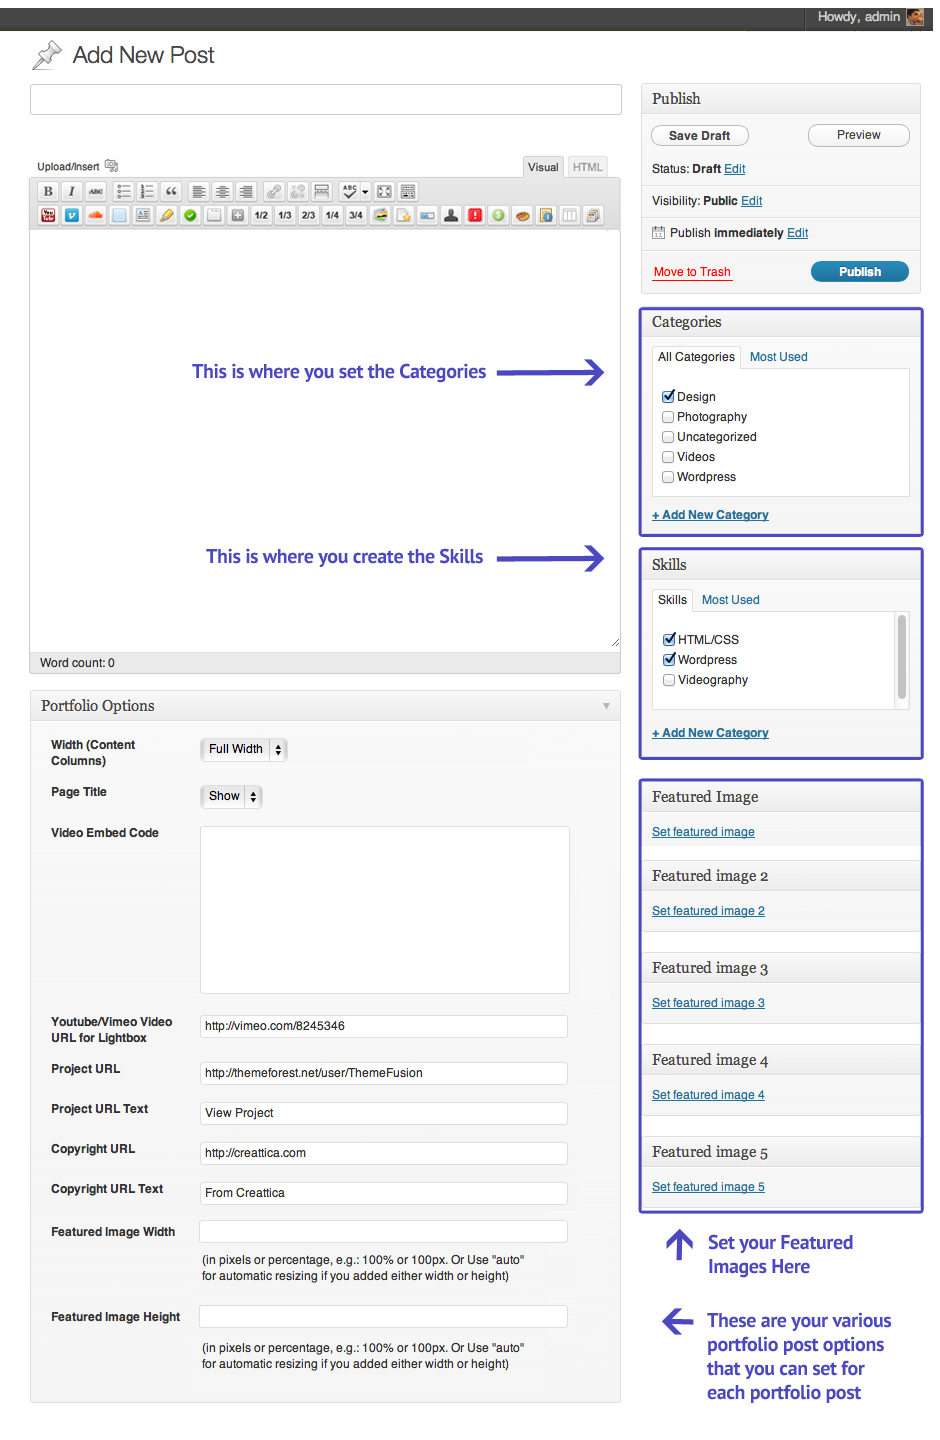 Howdy, admin
Add New Post
Upload/Insert
Visual
HTML
B I ABC ABC
You Tube 1/2 1/3 2/3 1/4 3/4
This is where you set the Categories
This is where you create the Skills
Word count: 0
Portfolio Options
Width (Content
Columns)
Full Width
Page Title
Show
Video Embed Code
Youtube/Vimeo Video
URL for Lightbox
http://vimeo.com/8245346
Project URL
http://themeforest.net/user/ThemeFusion
Project URL Text
View Project
Copyright URL
http://creattica.com
Copyright URL Text
From Creattica
Featured Image Width
(in pixels or percentage, e.g.: 100% or 100px. Or Use "auto"
for automatic resizing if you added either width or height)
Featured Image Height
(in pixels or percentage, e.g.: 100% or 100px. Or Use "auto"
for automatic resizing if you added either width or height)
Publish
Save Draft
Preview
Status: Draft Edit
Visibility: Public Edit
Publish immediately Edit
Move to Trash
Publish
Categories
All Categories
Most Used
Design
Photography
Uncategorized
Videos
Wordpress
+ Add New Category
Skills
Skills
Most Used
HTML/CSS
Wordpress
Videography
+ Add New Category
Featured Image
Set featured image
Featured image 2
Set featured image 2
Featured image 3
Set featured image 3
Featured image 4
Set featured image 4
Featured image 5
Set featured image 5
Set your Featured
Images Here
These are your various
portfolio post options
that you can set for
each portfolio post